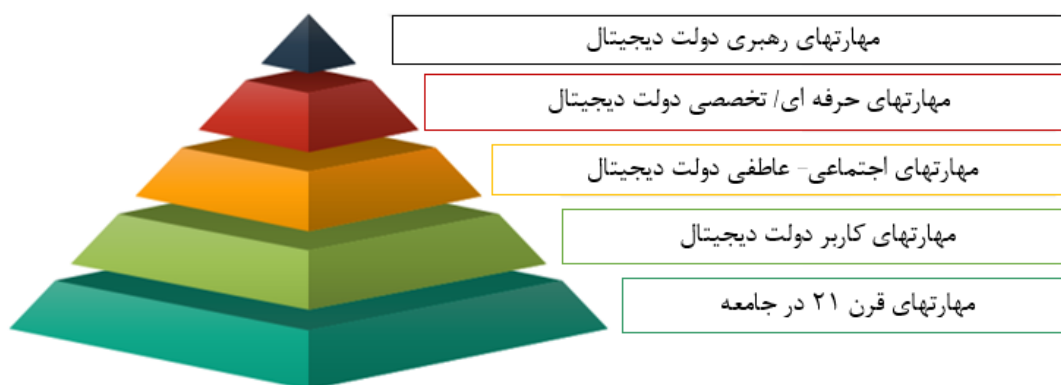 مهارتهای رهبری دولت دیجیتال
مهارتهای حرفه ای/ تخصصی دولت دیجیتال
مهارتهای اجتماعی- عاطفی دولت دیجیتال
مهارتهای کاربر دولت دیجیتال
مهارتهای قرن ۲۱ در جامعه